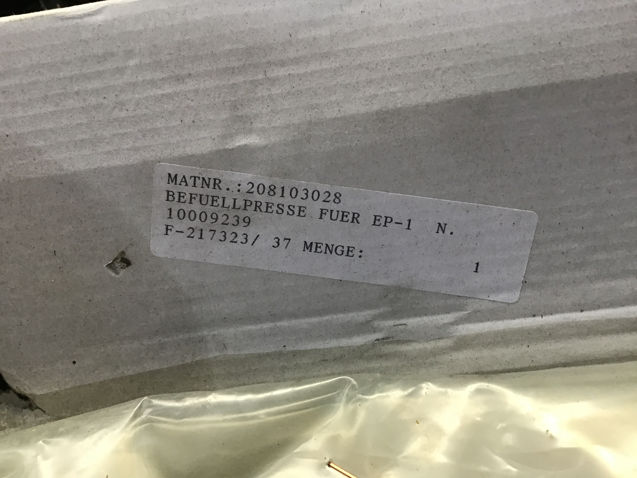 MATNR.:208103028
BEFUELLPRESSE FUER EP-1 N.
10009239
F-217323/ 37 MENGE: 1